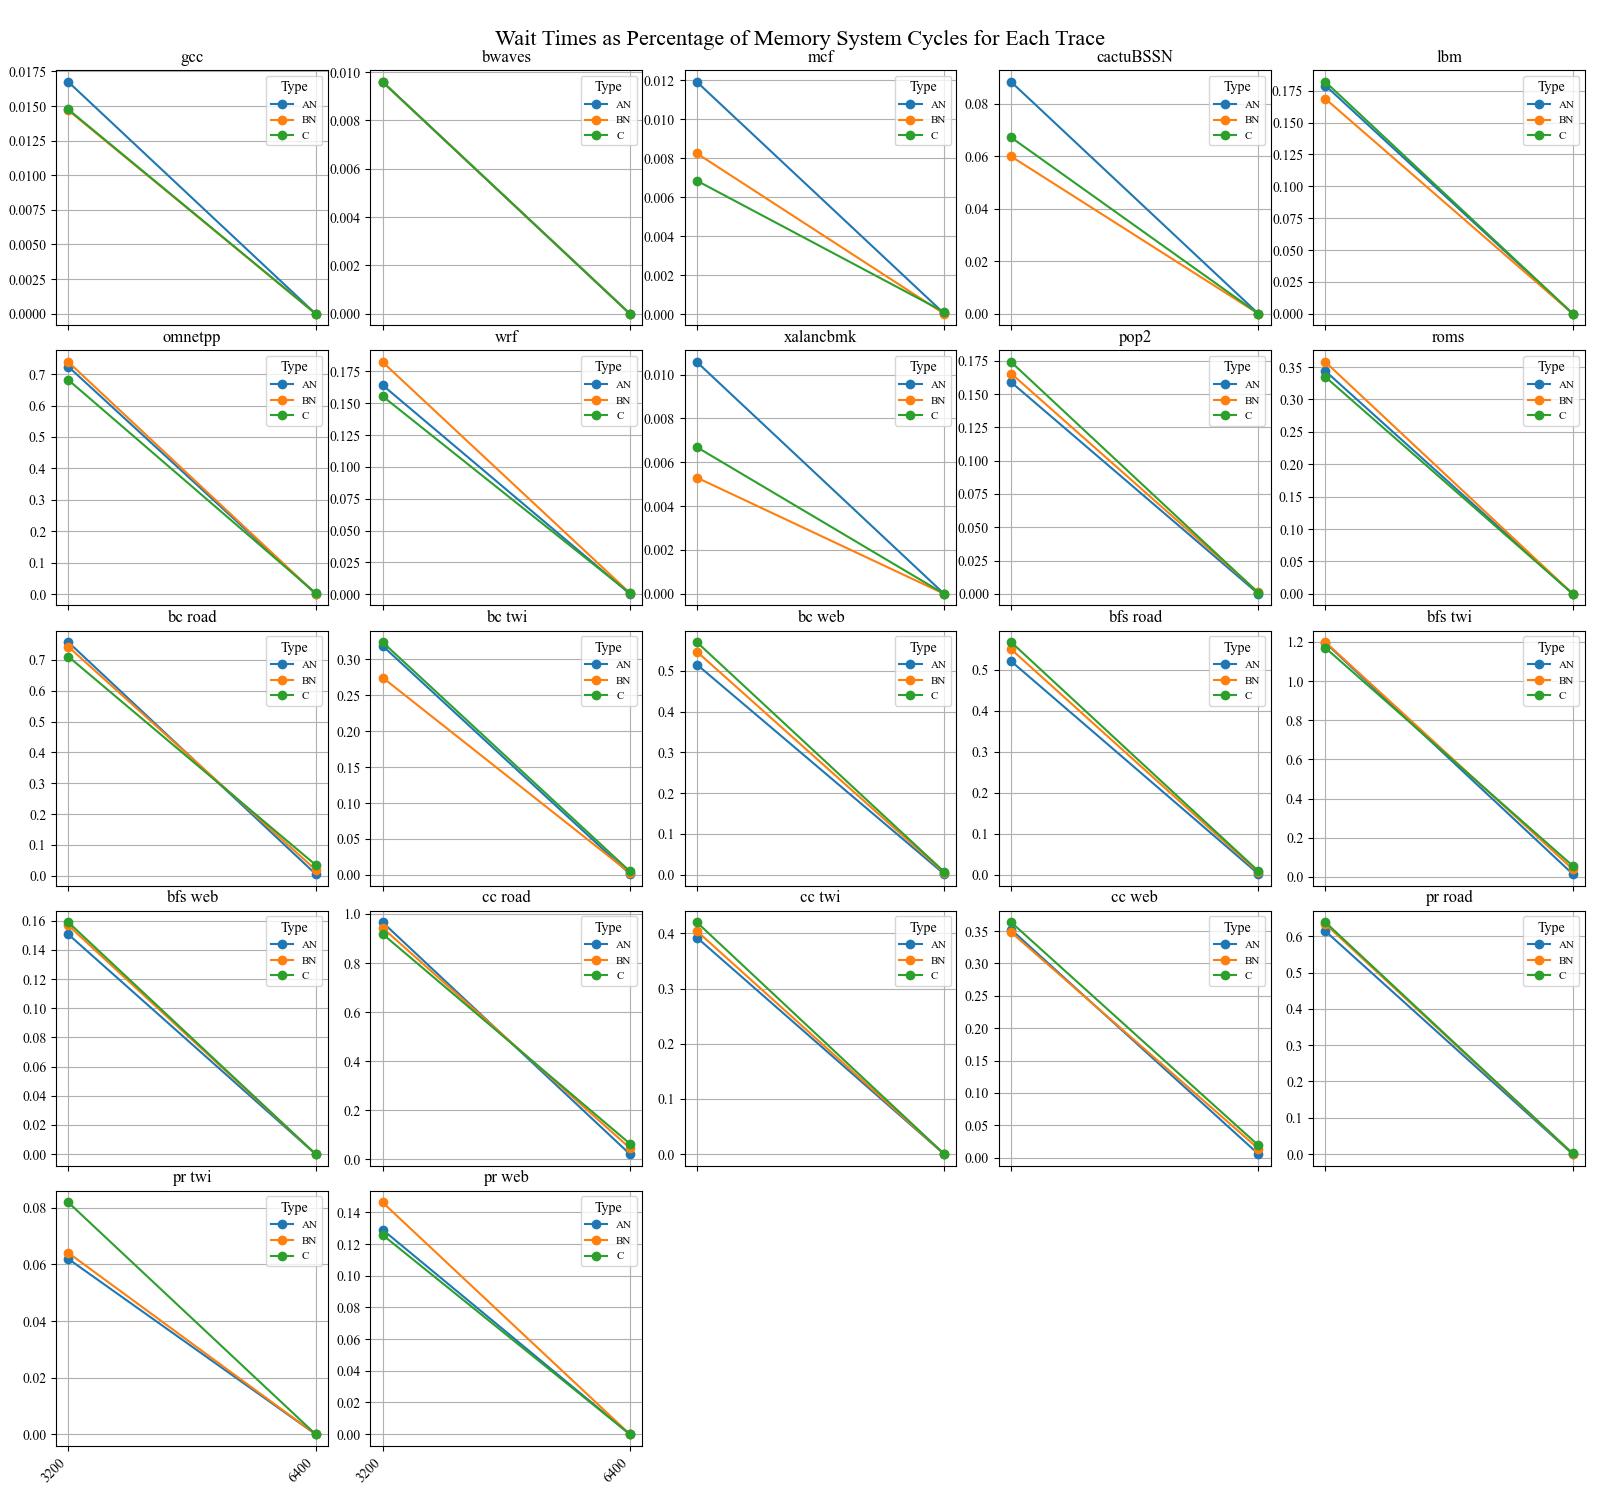 Wait Times as Percentage of Memory System Cycles for Each Trace
gcc
0.0175
0.0150
0.0125
0.0100
0.0075
0.0050
0.0025
0.0000
Type
AN
BN
C
bwaves
0.010
0.008
0.006
0.004
0.002
0.000
Type
AN
BN
C
mcf
0.012
0.010
0.008
0.006
0.004
0.002
0.000
Type
AN
BN
C
cactuBSSN
0.08
0.06
0.04
0.02
0.00
Type
AN
BN
C
lbm
0.175
0.150
0.125
0.100
0.075
0.050
0.025
0.000
Type
AN
BN
C
omnetpp
0.7
0.6
0.5
0.4
0.3
0.2
0.1
0.0
Type
AN
BN
C
wrf
0.175
0.150
0.125
0.100
0.075
0.050
0.025
0.000
Type
AN
BN
C
xalancbmk
0.010
0.008
0.006
0.004
0.002
0.000
Type
AN
BN
C
pop2
0.175
0.150
0.125
0.100
0.075
0.050
0.025
0.000
Type
AN
BN
C
roms
0.35
0.30
0.25
0.20
0.15
0.10
0.05
0.00
Type
AN
BN
C
bc road
0.7
0.6
0.5
0.4
0.3
0.2
0.1
0.0
Type
AN
BN
C
bc twi
0.30
0.25
0.20
0.15
0.10
0.05
0.00
Type
AN
BN
C
bc web
0.5
0.4
0.3
0.2
0.1
0.0
Type
AN
BN
C
bfs road
0.5
0.4
0.3
0.2
0.1
0.0
Type
AN
BN
C
bfs twi
1.2
1.0
0.8
0.6
0.4
0.2
0.0
Type
AN
BN
C
bfs web
0.16
0.14
0.12
0.10
0.08
0.06
0.04
0.02
0.00
Type
AN
BN
C
cc road
1.0
0.8
0.6
0.4
0.2
0.0
Type
AN
BN
C
cc twi
0.4
0.3
0.2
0.1
0.0
Type
AN
BN
C
cc web
0.35
0.30
0.25
0.20
0.15
0.10
0.05
0.00
Type
AN
BN
C
pr road
0.6
0.5
0.4
0.3
0.2
0.1
0.0
Type
AN
BN
C
pr twi
0.08
0.06
0.04
0.02
0.00
Type
AN
BN
C
3200
6400
pr web
0.14
0.12
0.10
0.08
0.06
0.04
0.02
0.00
Type
AN
BN
C
3200
6400